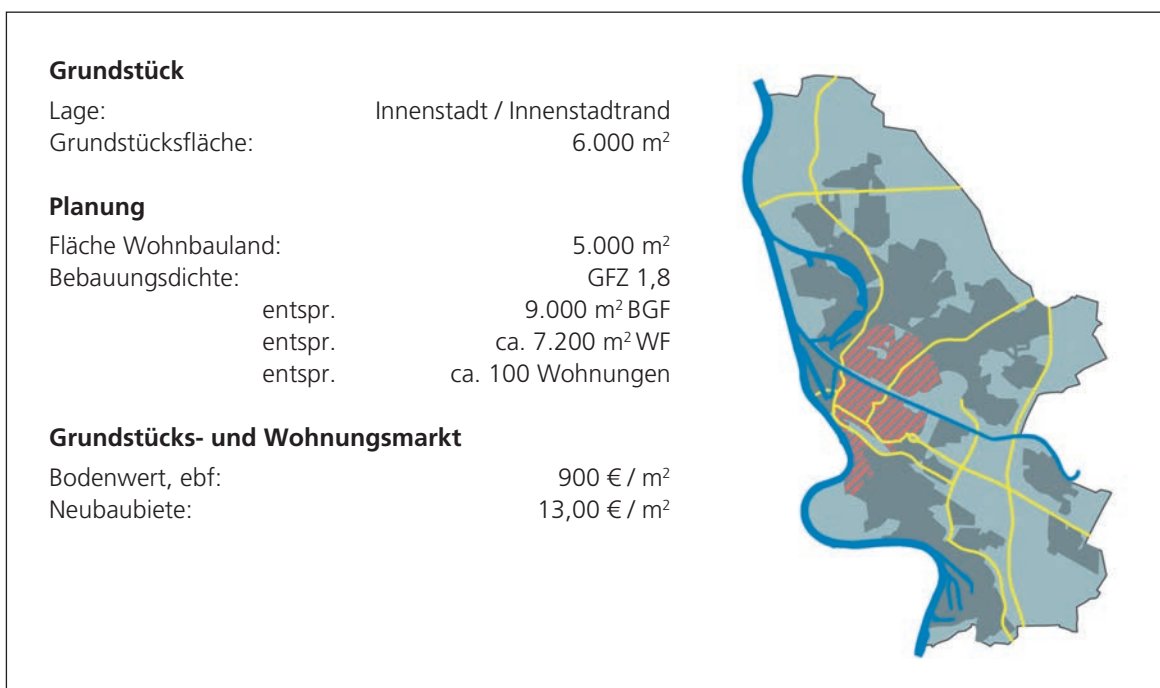 Grundstück
Lage: Innenstadt / Innenstadtrand
Grundstücksfläche: 6.000 m²
Planung
Fläche Wohnbauland: 5.000 m²
Bebauungsdichte: GFZ 1,8
entspr. 9.000 m² BGF
entspr. ca. 7.200 m² WF
entspr. ca. 100 Wohnungen
Grundstücks- und Wohnungsmarkt
Bodenwert, ebf: 900 € / m²
Neubaubiete: 13,00 € / m²